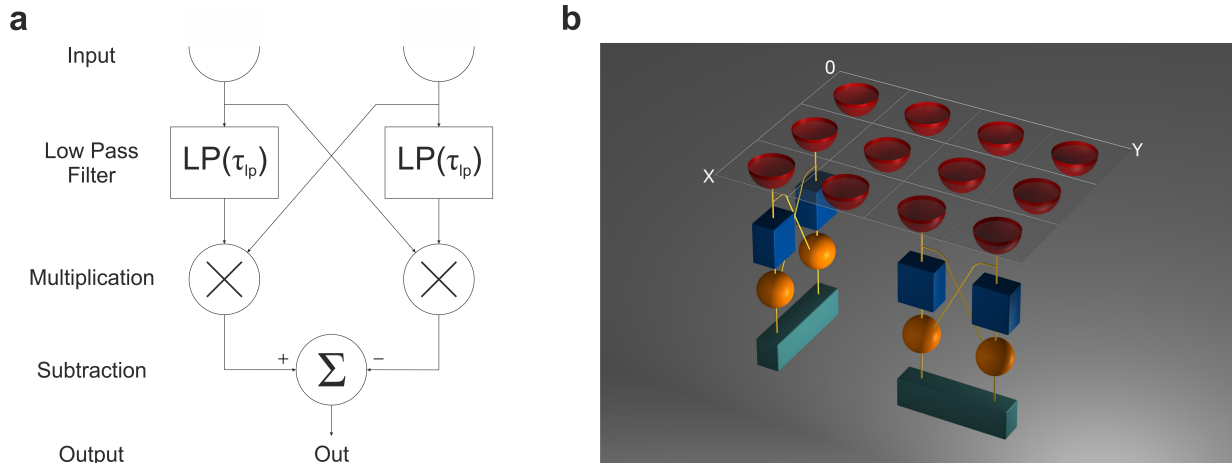 a
Input
Low Pass
Filter
LP(τlp)
LP(τlp)
Multiplication
Subtraction
+
Σ
−
Output
Out
b
0
X
Y